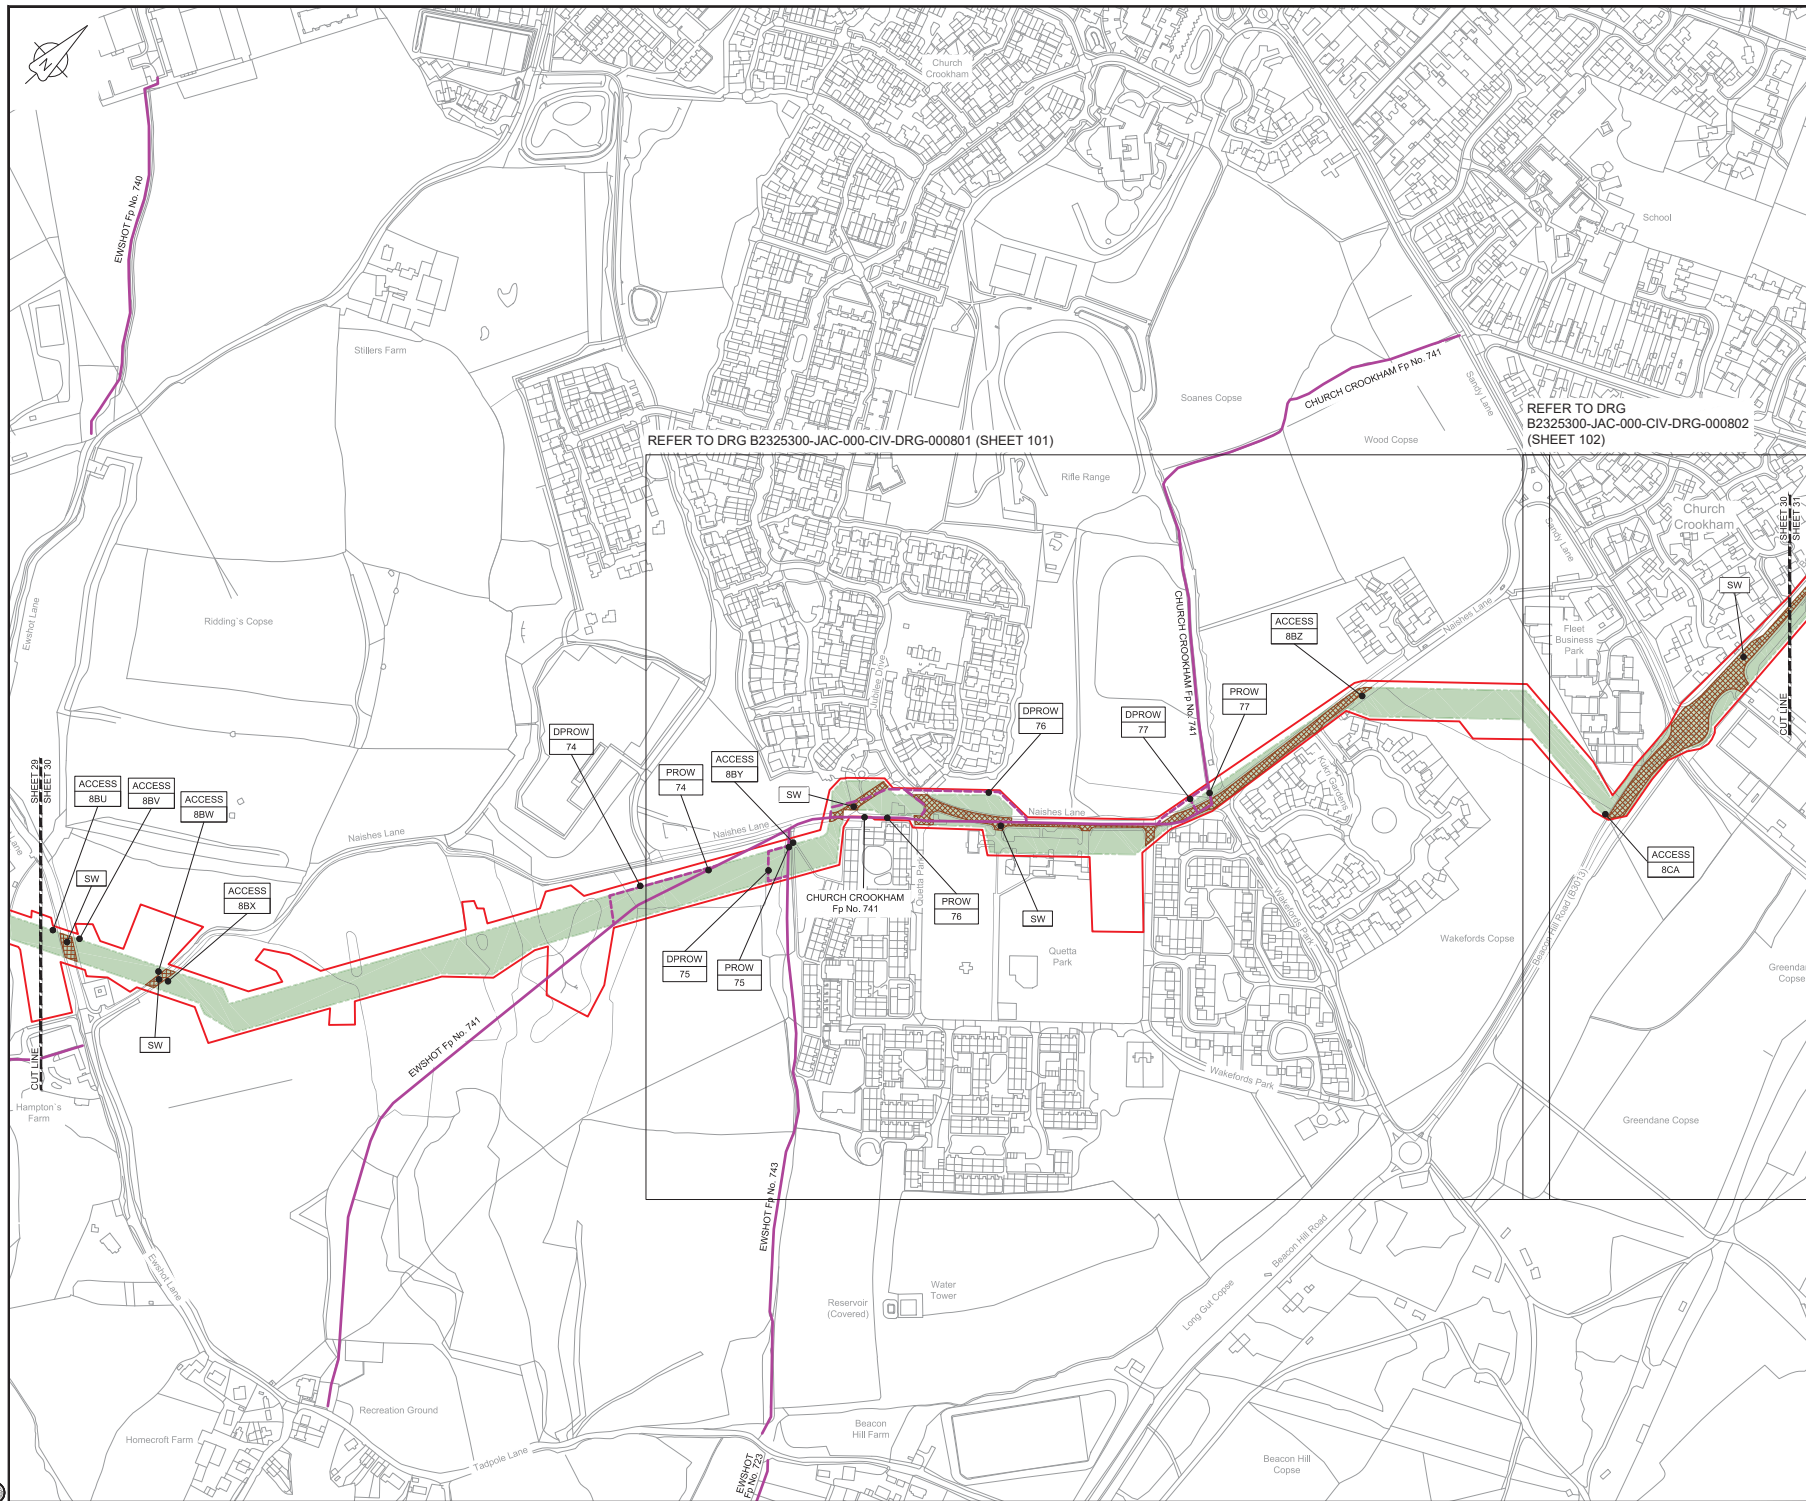 N
Church
Crookham
EWSHOT Fp No. 740
School
Stillers Farm
CHURCH CROOKHAM Fp No. 741
Sandy Lane
Soanes Copse
REFER TO DRG
B2325300-JAC-000-CIV-DRG-000802
(SHEET 102)
REFER TO DRG B2325300-JAC-000-CIV-DRG-000801 (SHEET 101)
Wood Copse
Rifle Range
Church
Crookham
SHEET 30
SHEET 31
CUT LINE
Sandy Lane
Ewshot Lane
Ridding's Copse
CHURCH CROOKHAM Fp No. 741
SW
ACCESS
8BZ
Naishes Lane
Fleet
Business
Park
Jubilee Drive
PROW
77
DPROW
76
DPROW
77
DPROW
74
ACCESS
8BY
PROW
74
SHEET 29
SHEET 30
CUT LINE
ACCESS
8BU
ACCESS
8BV
ACCESS
8BW
SW
Kukri Gardens
Naishes Lane
Naishes Lane
Naishes Lane
Lane
SW
ACCESS
8BX
ACCESS
8CA
CHURCH CROOKHAM
Fp No. 741
Quetta Park
PROW
76
SW
Wakefords Park
Wakefords Copse
Beacon Hill Road (B3013)
DPROW
75
PROW
75
Quetta
Park
Copse
SW
EWSHOT Fp No. 741
Wakefords Park
Hampton's
Farm
Greendane Copse
EWSHOT Fp No. 743
Ewshot Lane
Beacon Hill Road
Long Gut Copse
Water
Tower
Reservoir
(Covered)
Recreation Ground
Beacon
Hill Farm
Homecroft Farm
Tadpole Lane
EWSHOT
Fp No. 723
Beacon Hill
Copse